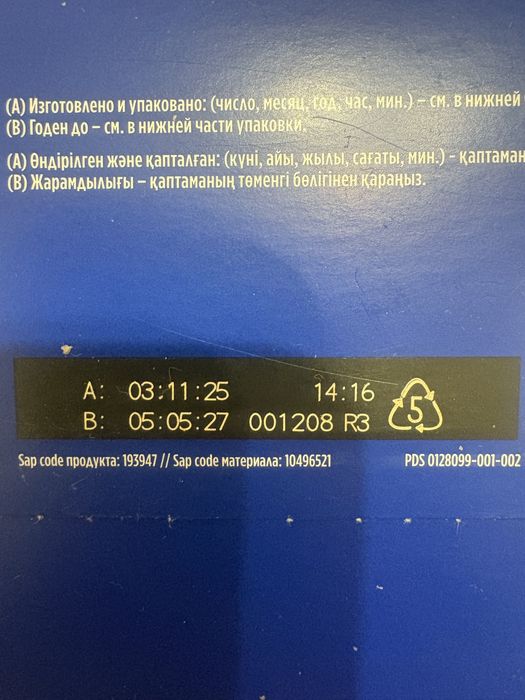 (A) Изготовлено и упаковано: (число, месяц, год, час, мин.) – см. в нижней
(B) Годен до – см. в нижней части упаковки.
(A) Өндірілген және қапталған: (күні, айы, жылы, сағаты, мин.) - қаптаман
(B) Жарамдылығы – қаптаманың төменгі бөлігінен қараңыз.
A: 03:11:25 14:16
B: 05:05:27 001208 R3
5
Sap code продукта: 193947 // Sap code материала: 10496521 PDS 0128099-001-002